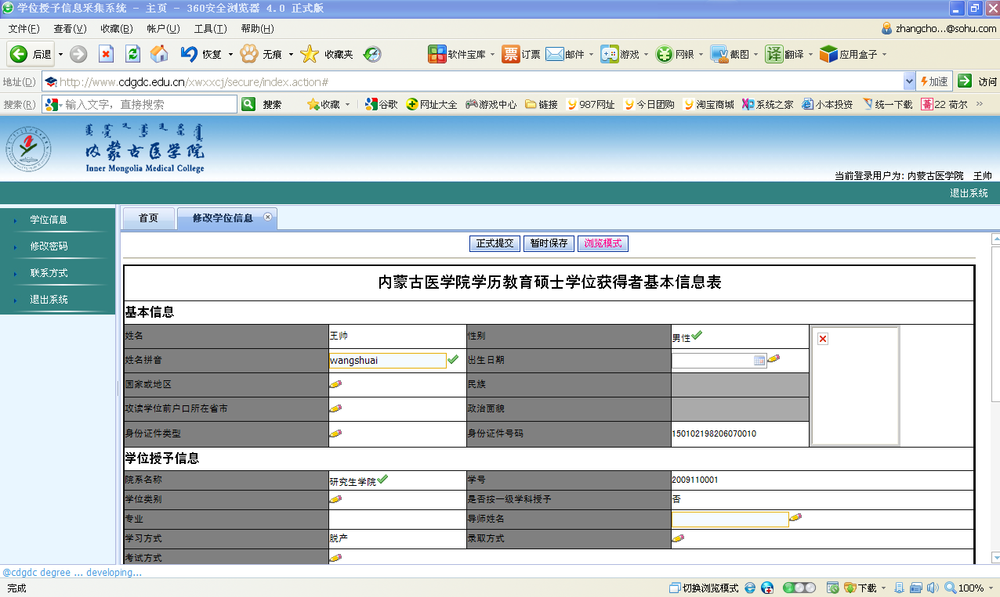 学位授予信息采集系统 - 主页 - 360安全浏览器 4.0 正式版
文件(F) 查看(V) 收藏(B) 帐户(U) 工具(T) 帮助(H) zhangcho...@sohu.com
后退 恢复 无痕 收藏夹 软件宝库 票 订票 邮件 游戏 网银 截图 译 翻译 应用盒子
地址(D) http://www.cdgdc.edu.cn/xwxxcj/secure/index.action# 加速 访问
搜索(R) 输入文字，直接搜索 搜索 收藏 谷歌 网址大全 游戏中心 链接 987网址 今日团购 淘宝商城 系统之家 小本投资 统一下载 蕃 22 荷尔 »
内蒙古医学院
Inner Mongolia Medical College
当前登录用户为: 内蒙古医学院 王帅
退出系统
学位信息
修改密码
联系方式
退出系统
首页 修改学位信息
正式提交 暂时保存 浏览模式
内蒙古医学院学历教育硕士学位获得者基本信息表
基本信息
姓名 王帅 性别 男性
姓名拼音 wangshuai 出生日期
国家或地区 民族
攻读学位前户口所在省市 政治面貌
身份证件类型 身份证件号码 150102198206070010
学位授予信息
院系名称 研究生学院 学号 2009110001
学位类别 是否按一级学科授予 否
专业 导师姓名
学习方式 脱产 录取方式
考试方式
@cdgdc degree ... developing...
完成 切换浏览模式 下载 100%